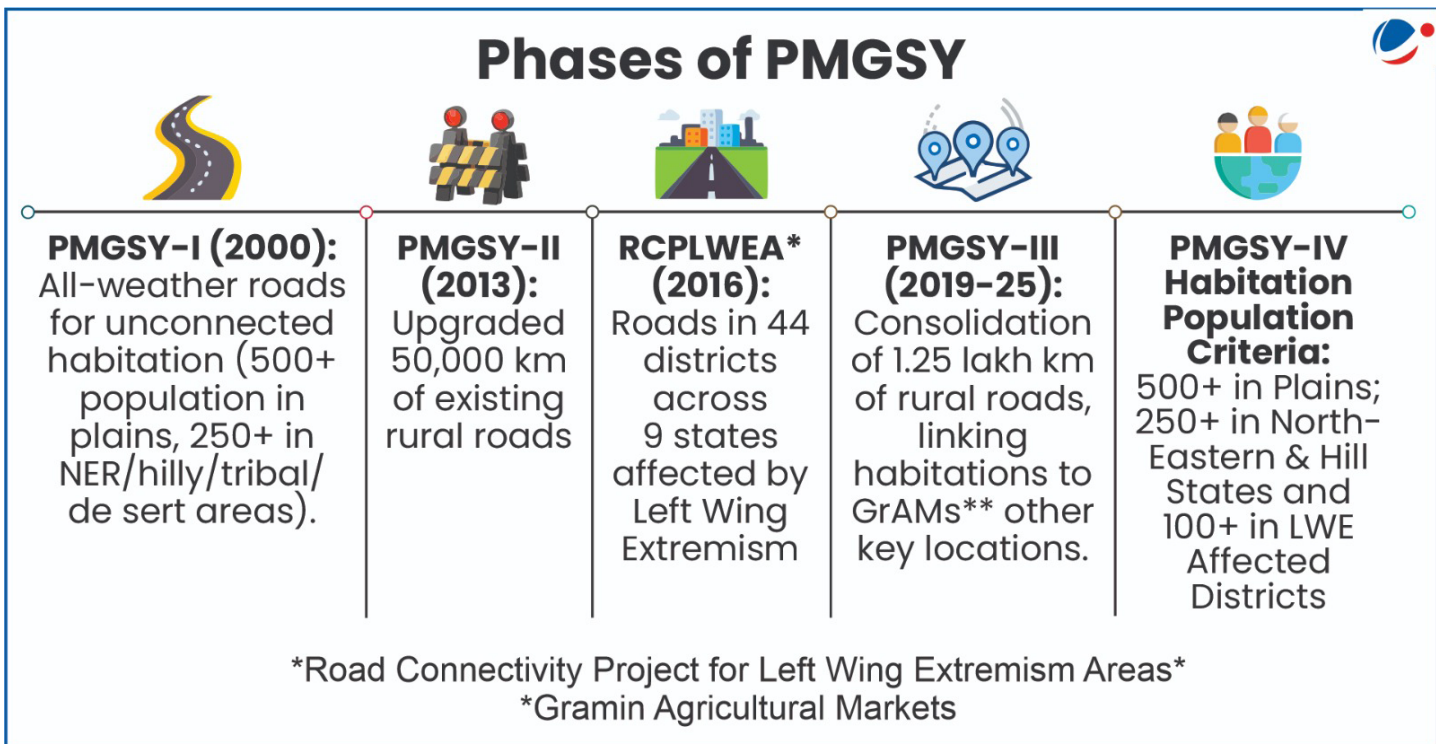 Phases of PMGSY
PMGSY-I (2000):
All-weather roads
for unconnected
habitation (500+
population in
plains, 250+ in
NER/hilly/tribal/
de sert areas).
PMGSY-II
(2013):
Upgraded
50,000 km
of existing
rural roads
RCPLWEA*
(2016):
Roads in 44
districts
across
9 states
affected by
Left Wing
Extremism
PMGSY-III
(2019-25):
Consolidation
of 1.25 lakh km
of rural roads,
linking
habitations to
GrAMs** other
key locations.
PMGSY-IV
Habitation
Population
Criteria:
500+ in Plains;
250+ in North-
Eastern & Hill
States and
100+ in LWE
Affected
Districts
*Road Connectivity Project for Left Wing Extremism Areas*
*Gramin Agricultural Markets